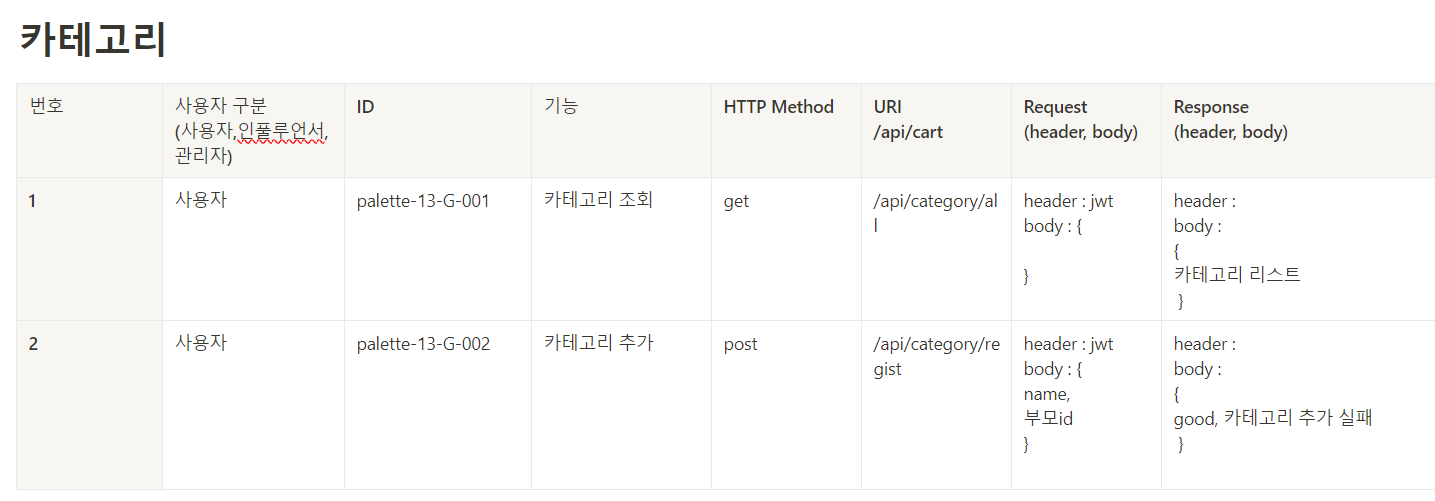 카테고리
번호
사용자 구분
(사용자,인풀루언서,
관리자)
ID
기능
HTTP Method
URI
/api/cart
Request
(header, body)
Response
(header, body)
1
사용자
palette-13-G-001
카테고리 조회
get
/api/category/al
l
header : jwt
body : {
}
header :
body :
{
카테고리 리스트
}
2
사용자
palette-13-G-002
카테고리 추가
post
/api/category/re
gist
header : jwt
body : {
name,
부모id
}
header :
body :
{
good, 카테고리 추가 실패
}